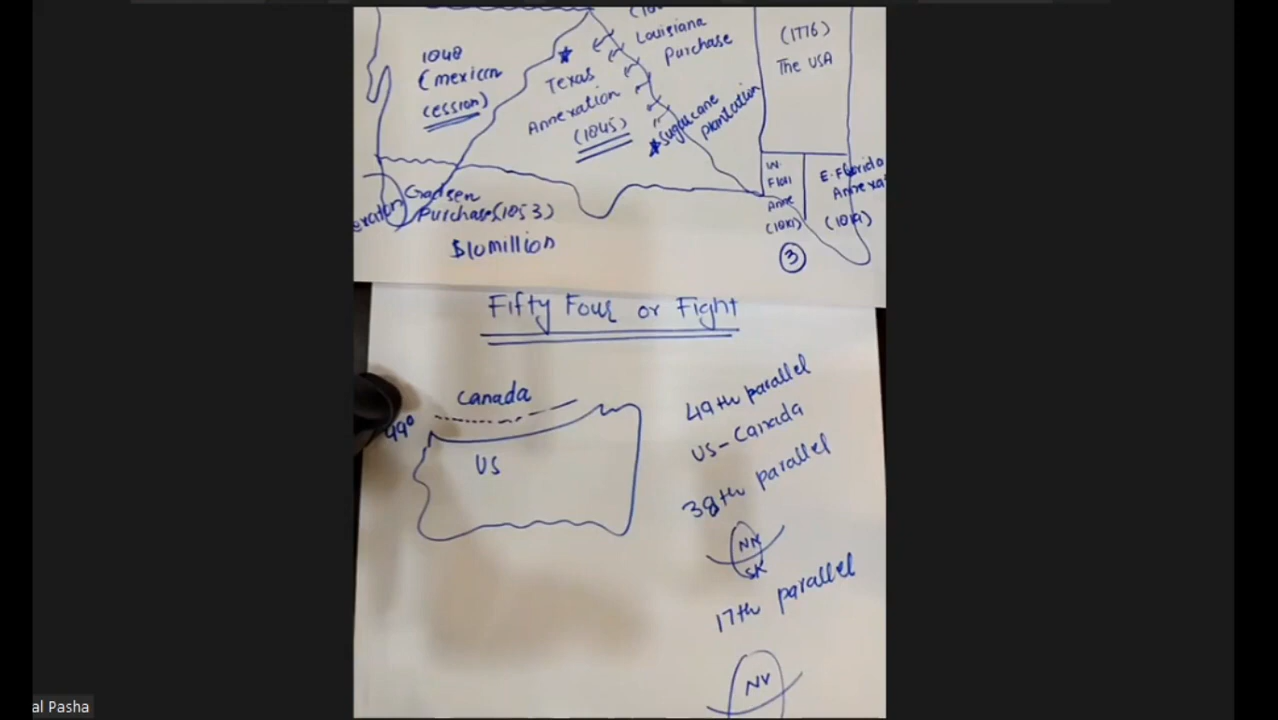 1848
(mexican
cession)
Texas
Annexation
(1845)
Louisiana
Purchase
Sugarcane
plantation
(1776)
The USA
W.
Flori
Anne
E. Florida
Annexa
(1819)
③
Gadsen
Purchase(1853)
$10million
exation
Fifty Four or Fight
Canada
49°
US
49th parallel
US-Canada
38th parallel
NK
SK
17th parallel
NV
al Pasha